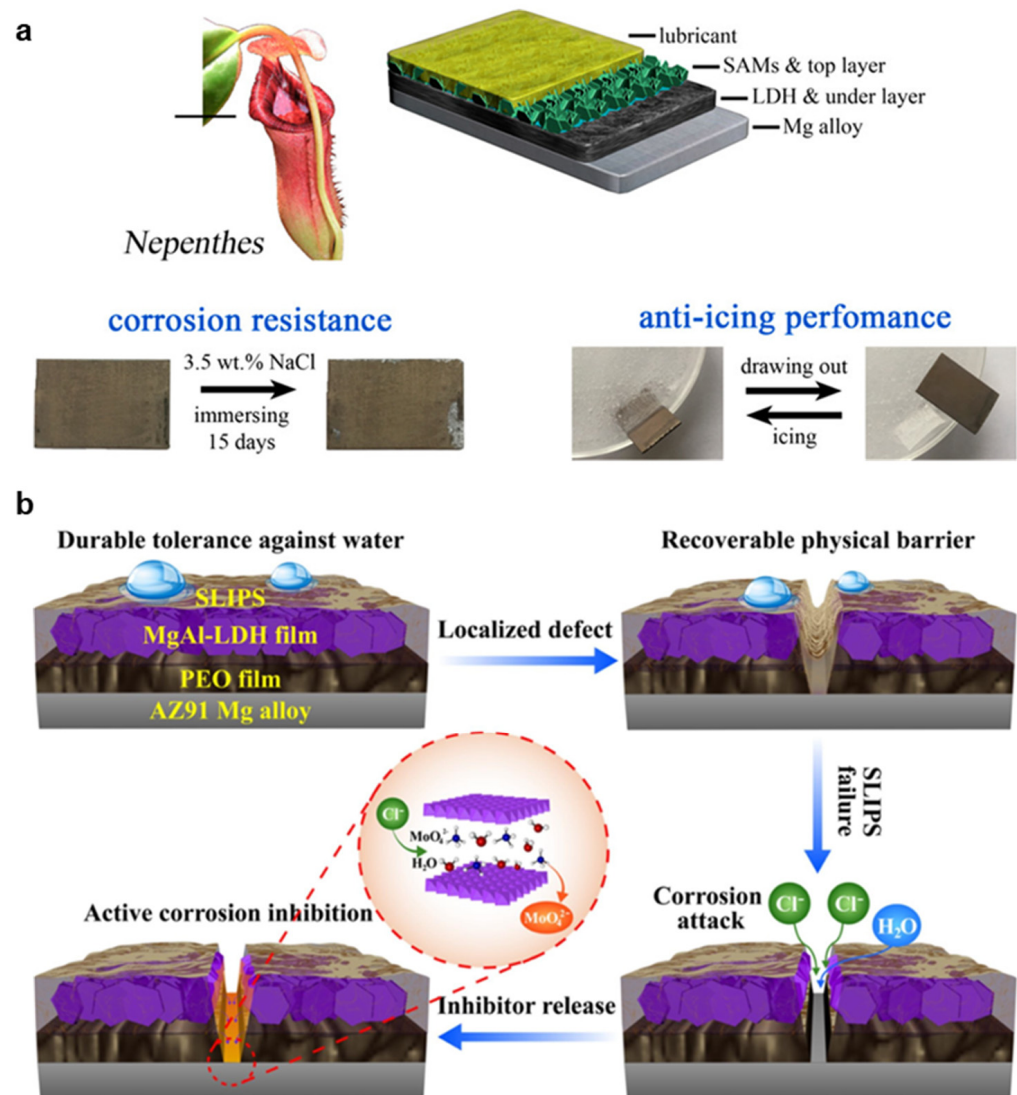 a
lubricant
SAMs & top layer
LDH & under layer
Mg alloy
Nepenthes
corrosion resistance
3.5 wt.% NaCl
immersing
15 days
anti-icing perfomance
drawing out
icing
b
Durable tolerance against water
SLIPS
MgAl-LDH film
PEO film
AZ91 Mg alloy
Localized defect
Recoverable physical barrier
SLIPS
failure
Corrosion
attack
Cl⁻
Cl⁻
H₂O
Inhibitor release
Cl⁻
MoO₄²⁻
H₂O
MoO₄²⁻
Active corrosion inhibition